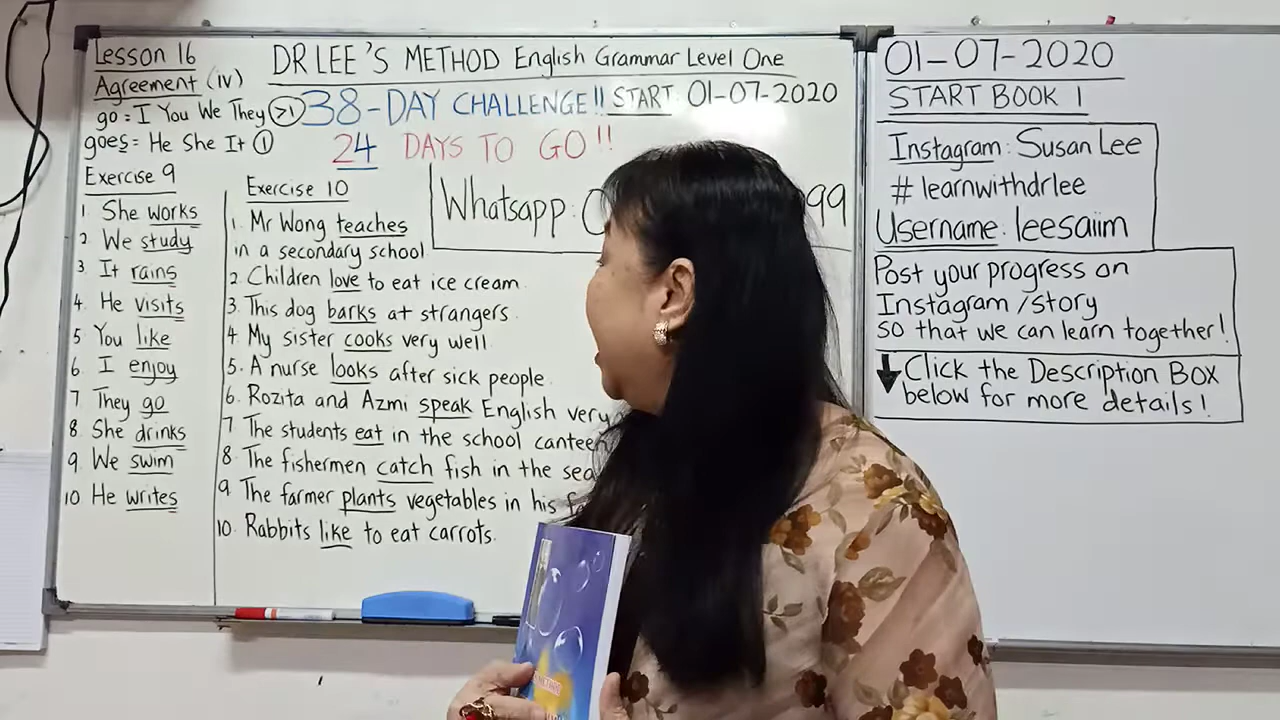 Lesson 16
Agreement (iv)
go = I You We They >1
goes = He She It 1
DR LEE'S METHOD English Grammar Level One
38-DAY CHALLENGE!! START: 01-07-2020
24 DAYS TO GO!!
Whatsapp: 99
Exercise 9
1. She works
2. We study
3. It rains
4. He visits
5. You like
6. I enjoy
7 They go
8. She drinks
9. We swim
10 He writes
Exercise 10
1. Mr Wong teaches
in a secondary school
2. Children love to eat ice cream.
3. This dog barks at strangers.
4. My sister cooks very well.
5. A nurse looks after sick people.
6. Rozita and Azmi speak English very
7 The students eat in the school canteen
8. The fishermen catch fish in the sea
9 The farmer plants vegetables in his
10. Rabbits like to eat carrots.
01-07-2020
START BOOK 1
Instagram: Susan Lee
# learnwithdrlee
Username: leesaiim
Post your progress on
Instagram/story
so that we can learn together!
Click the Description Box
below for more details!